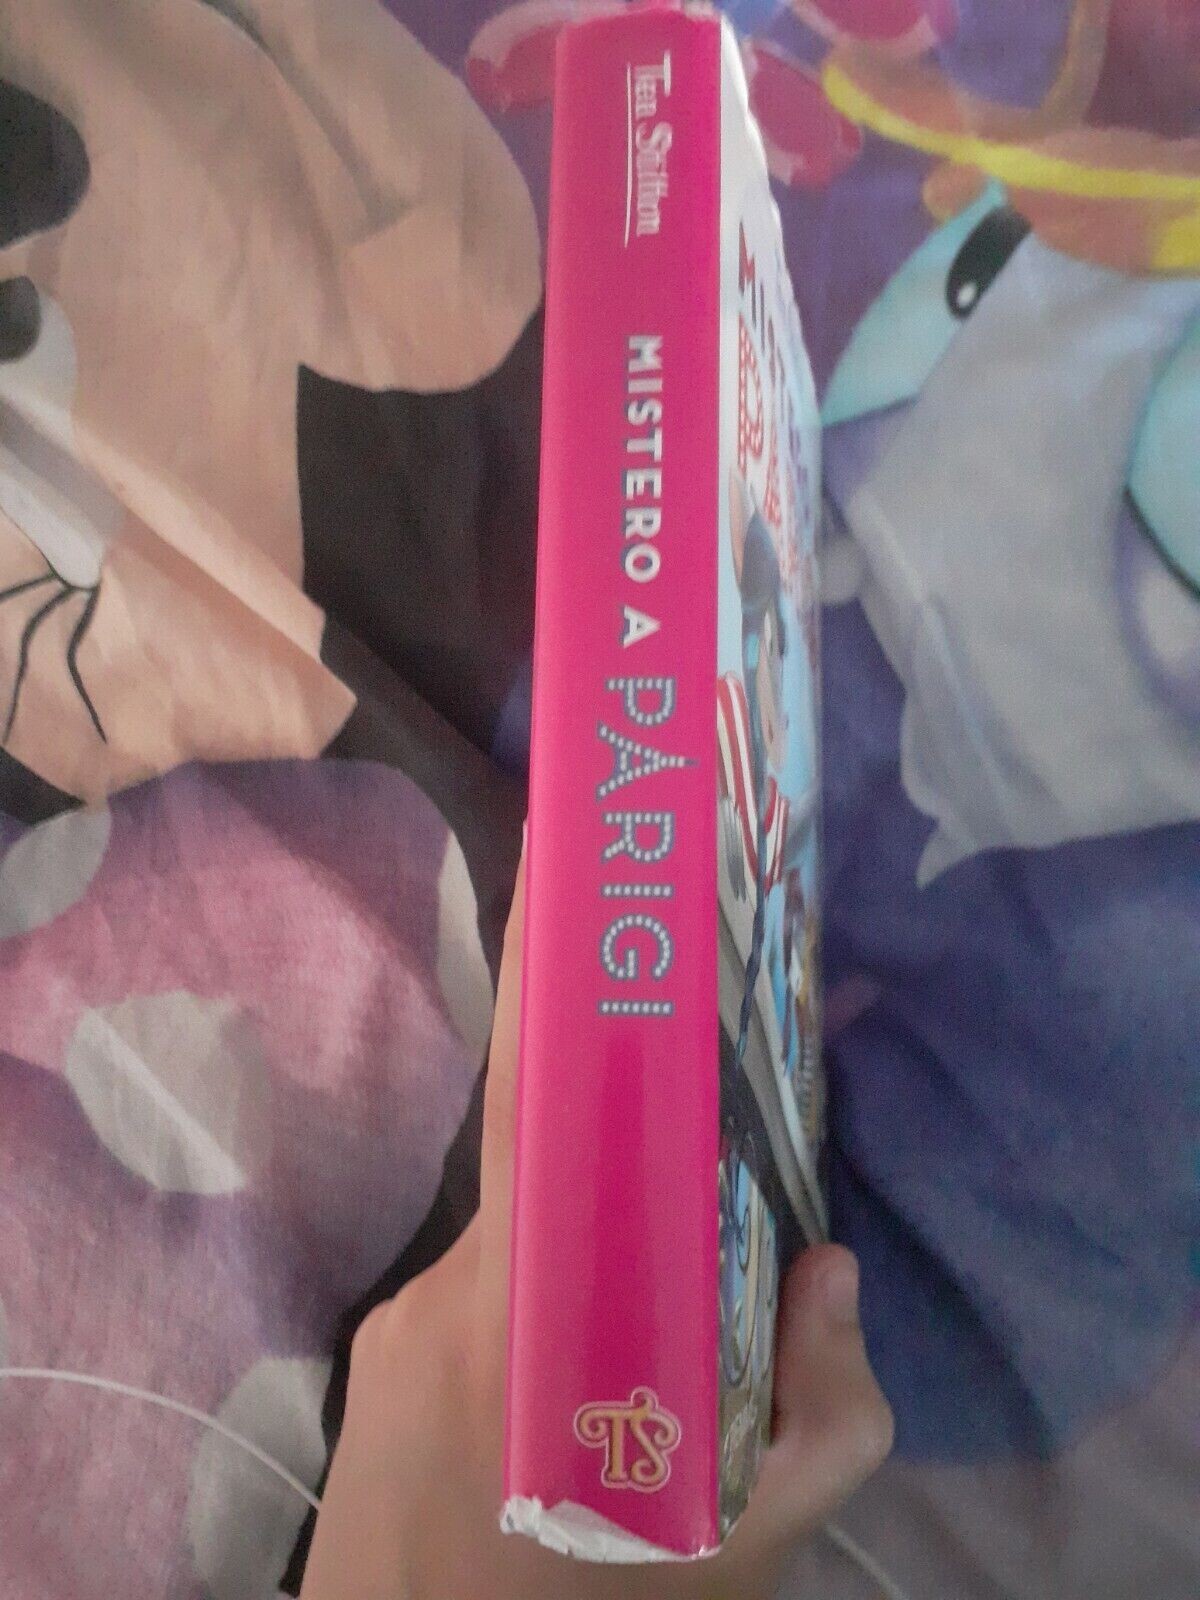 Tea Stilton
MISTERO A PARIGI
TS